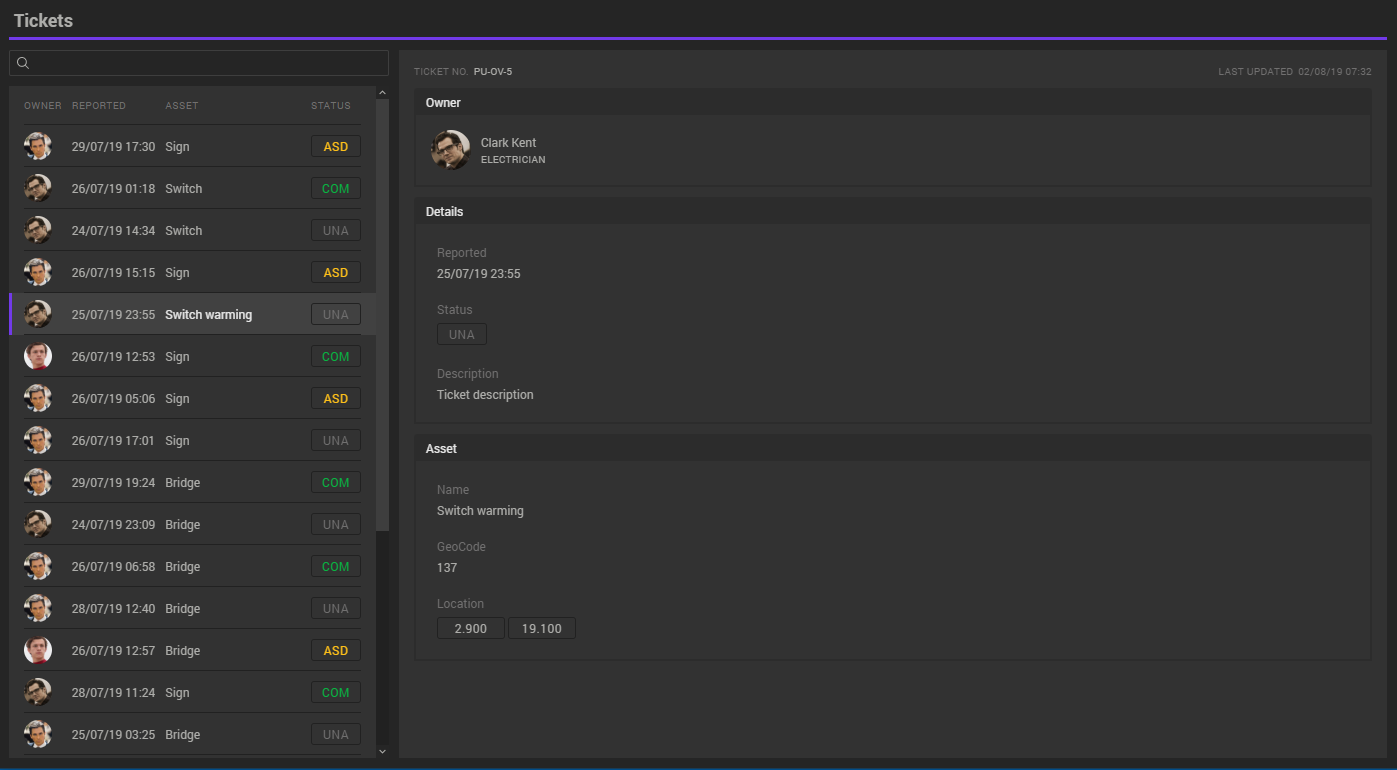 Tickets
OWNER REPORTED ASSET STATUS
29/07/19 17:30 Sign ASD
26/07/19 01:18 Switch COM
24/07/19 14:34 Switch UNA
26/07/19 15:15 Sign ASD
25/07/19 23:55 Switch warming UNA
26/07/19 12:53 Sign COM
26/07/19 05:06 Sign ASD
26/07/19 17:01 Sign UNA
29/07/19 19:24 Bridge COM
24/07/19 23:09 Bridge UNA
26/07/19 06:58 Bridge COM
28/07/19 12:40 Bridge UNA
26/07/19 12:57 Bridge ASD
28/07/19 11:24 Sign COM
25/07/19 03:25 Bridge UNA
TICKET NO. PU-OV-5 LAST UPDATED 02/08/19 07:32
Owner
Clark Kent
ELECTRICIAN
Details
Reported
25/07/19 23:55
Status
UNA
Description
Ticket description
Asset
Name
Switch warming
GeoCode
137
Location
2.900 19.100